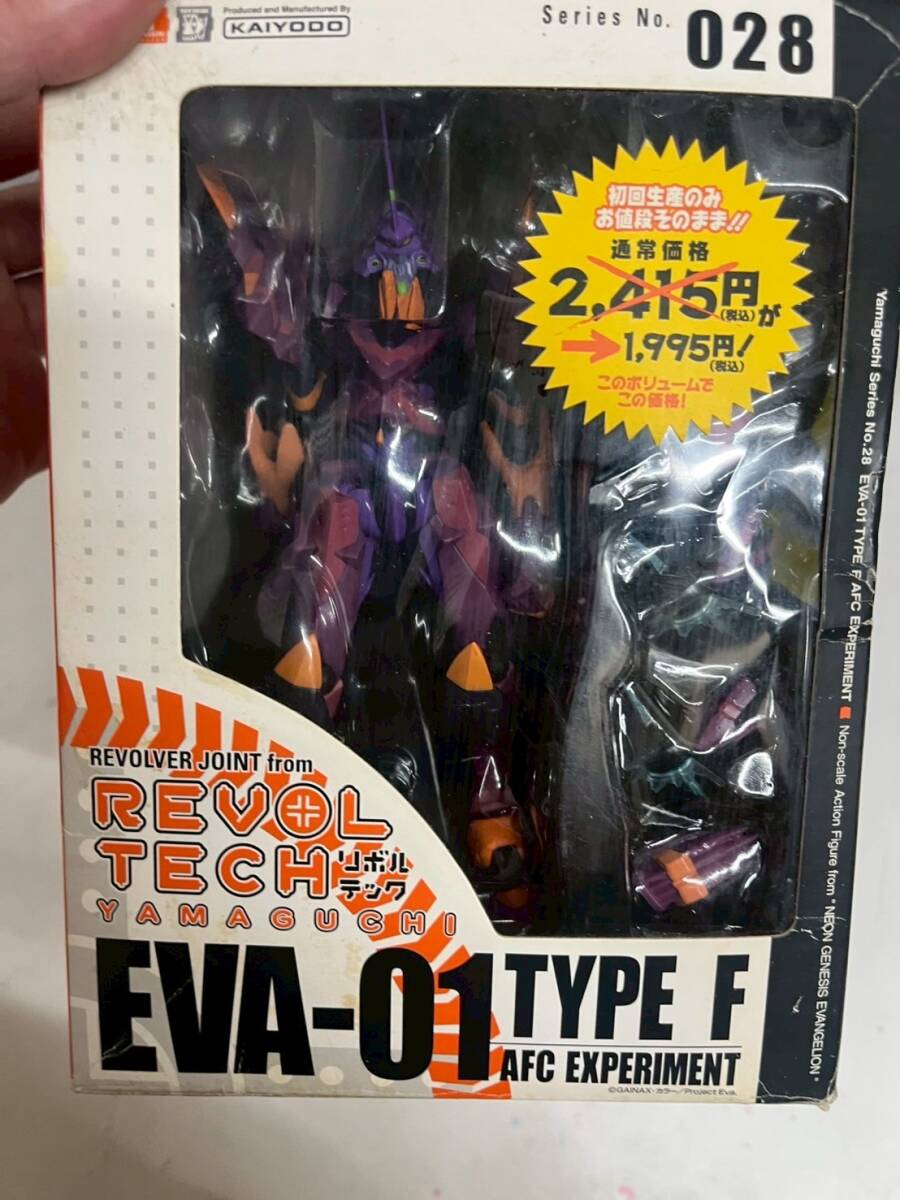 Produced and Manufactured By
KAIYODO
Series No. 028
初回生産のみ
お値段そのまま!!
通常価格
2,415円
(税込)
が
→1,995円!
(税込)
このボリュームで
この価格!
Yamaguchi Series No.28 EVA-01 TYPE F AFC EXPERIMENT Non-scale Action Figure from "NEON GENESIS EVANGELION"
REVOLVER JOINT from
REVOL
TECH リボル
テック
YAMAGUCHI
EVA-01 TYPE F
AFC EXPERIMENT
©GAINAX・カラー/Project Eva.